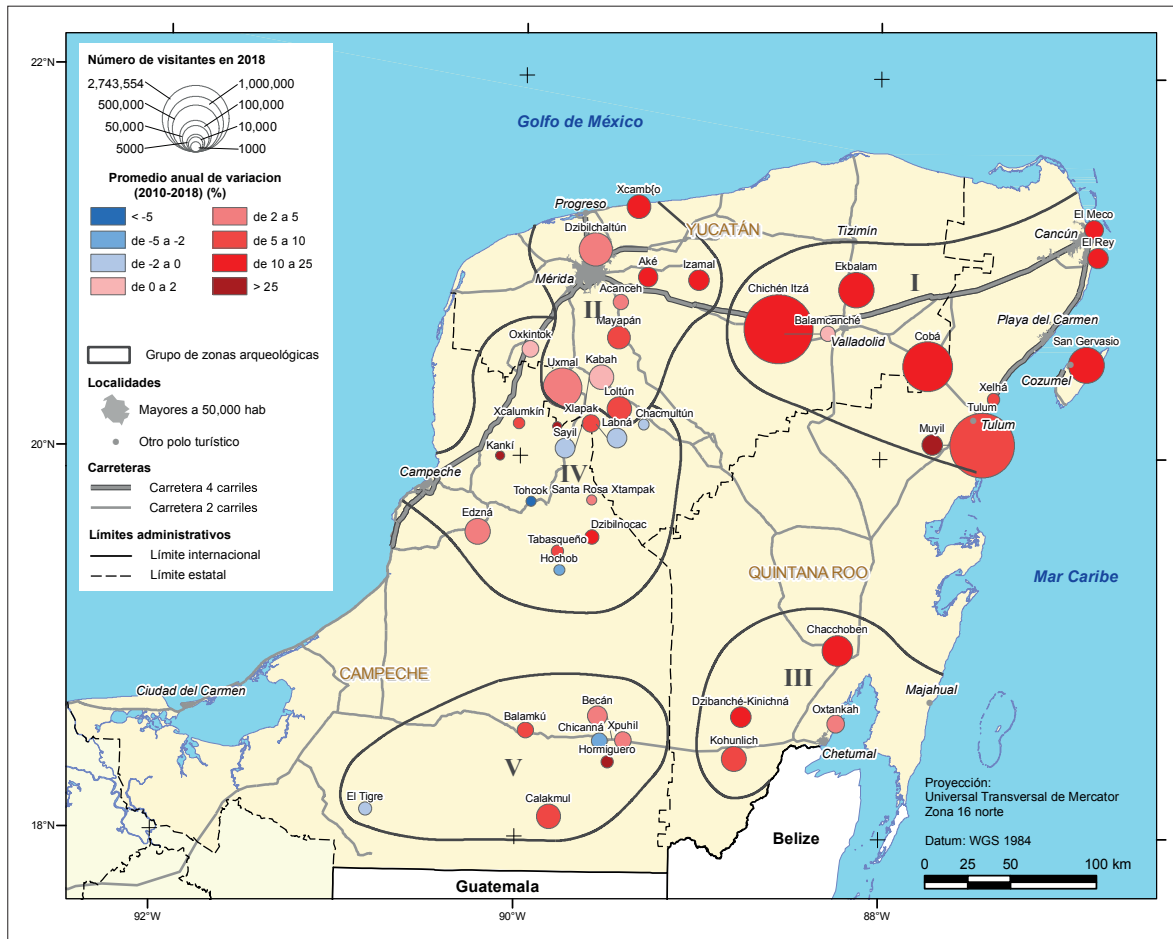 Número de visitantes en 2018
2,743,554
500,000
50,000
5000
1,000,000
100,000
10,000
1000
Promedio anual de variacion
(2010-2018) (%)
< -5
de -5 a -2
de -2 a 0
de 0 a 2
de 2 a 5
de 5 a 10
de 10 a 25
> 25
Grupo de zonas arqueológicas
Localidades
Mayores a 50,000 hab
Otro polo turístico
Carreteras
Carretera 4 carriles
Carretera 2 carriles
Límites administrativos
Límite internacional
Límite estatal
22°N
20°N
18°N
92°W
90°W
88°W
Golfo de México
Mar Caribe
YUCATÁN
QUINTANA ROO
CAMPECHE
Guatemala
Belize
I
II
III
IV
V
Xcambo
Progreso
Dzibilchaltún
Mérida
Aké
Izamal
Acanceh
Mayapán
Oxkintok
Uxmal
Kabah
Loltún
Xcalumkín
Xlapak
Chacmultún
Sayil
Labná
Kankí
Campeche
Tohcok
Santa Rosa Xtampak
Edzná
Dzibilnocac
Tabasqueño
Hochob
Tizimín
Ekbalam
Chichén Itzá
Balamcanché
Valladolid
Cobá
El Meco
Cancún
El Rey
Playa del Carmen
San Gervasio
Cozumel
Xelhá
Tulum
Tulum
Muyil
Chacchoben
Majahual
Dzibanché-Kinichná
Oxtankah
Kohunlich
Chetumal
Ciudad del Carmen
Becán
Balamkú
Chicanná
Xpuhil
Hormiguero
El Tigre
Calakmul
Proyección:
Universal Transversal de Mercator
Zona 16 norte
Datum: WGS 1984
0 25 50 100 km